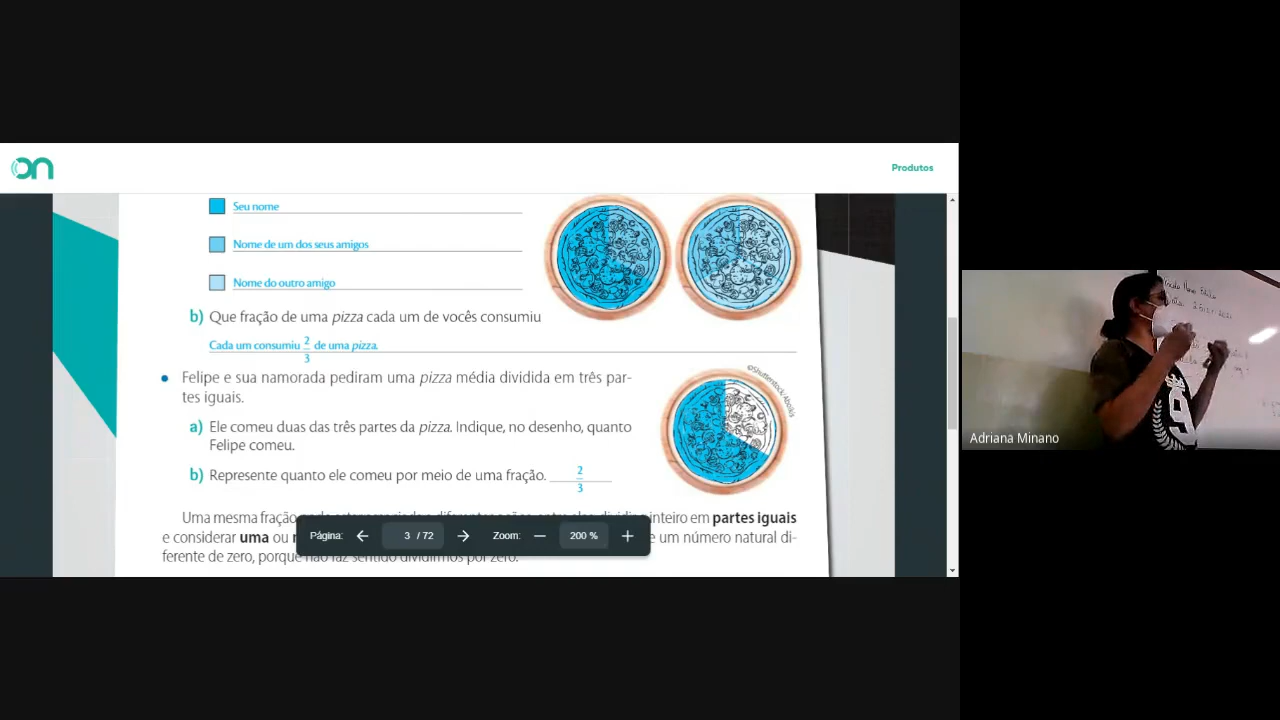 on
Produtos
Seu nome
Nome de um dos seus amigos
Nome do outro amigo
b) Que fração de uma pizza cada um de vocês consumiu
Cada um consumiu 2/3 de uma pizza.
©Shutterstock/Aboikis
• Felipe e sua namorada pediram uma pizza média dividida em três par-
tes iguais.
a) Ele comeu duas das três partes da pizza. Indique, no desenho, quanto
Felipe comeu.
b) Represente quanto ele comeu por meio de uma fração. 2/3
Uma mesma fração inteiro em partes iguais
e considerar uma ou e um número natural di-
ferente de zero, porque não faz sentido dividirmos por zero.
Página: 3 / 72 Zoom: 200 %
Adriana Minano